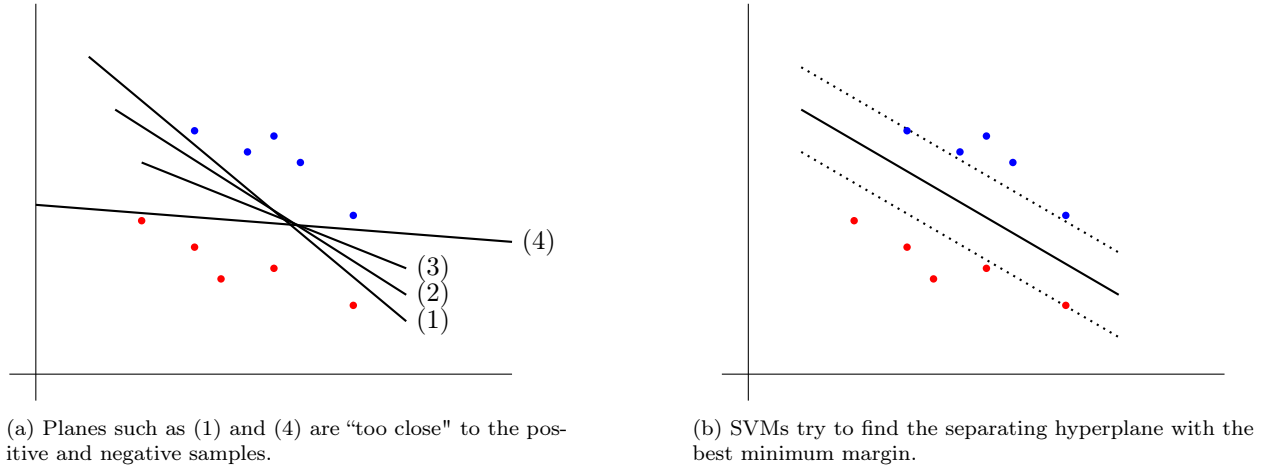 (4)
(3)
(2)
(1)
(a) Planes such as (1) and (4) are “too close" to the pos-
itive and negative samples.
(b) SVMs try to find the separating hyperplane with the
best minimum margin.